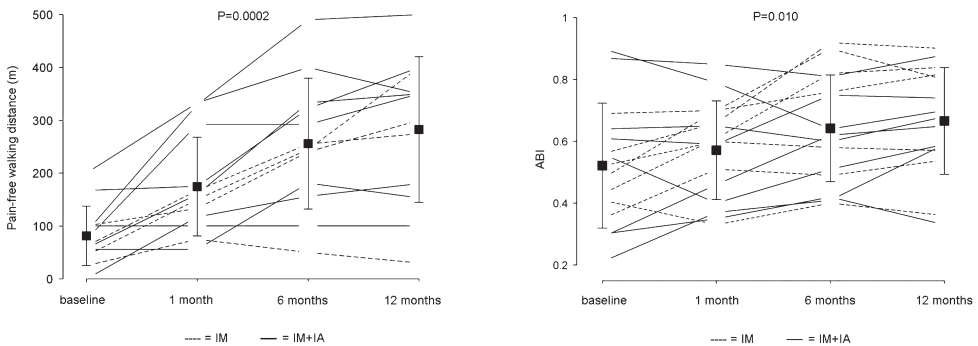 P=0.0002
Pain-free walking distance (m)
500
400
300
200
100
0
baseline 1 month 6 months 12 months
---- = IM — = IM+IA
P=0.010
ABI
1
0.8
0.6
0.4
0.2
baseline 1 month 6 months 12 months
---- = IM — = IM+IA